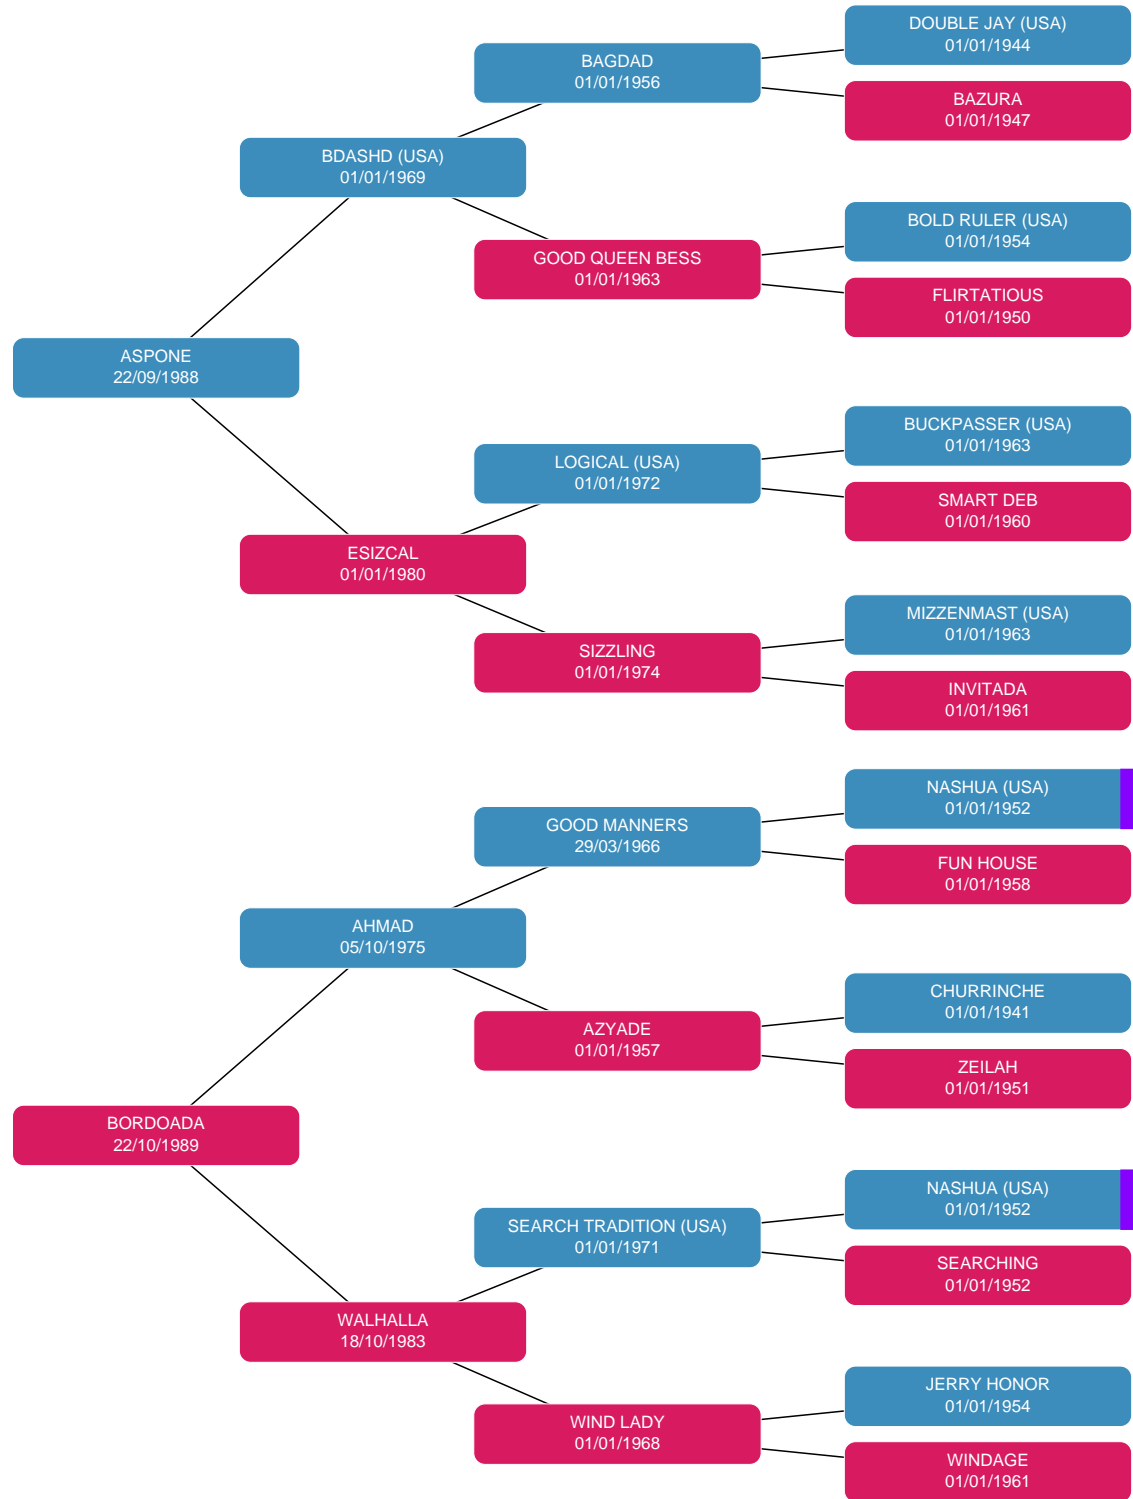 DOUBLE JAY (USA)
01/01/1944
BAGDAD
01/01/1956
BAZURA
01/01/1947
BDASHD (USA)
01/01/1969
BOLD RULER (USA)
01/01/1954
GOOD QUEEN BESS
01/01/1963
FLIRTATIOUS
01/01/1950
ASPONE
22/09/1988
BUCKPASSER (USA)
01/01/1963
LOGICAL (USA)
01/01/1972
SMART DEB
01/01/1960
ESIZCAL
01/01/1980
MIZZENMAST (USA)
01/01/1963
SIZZLING
01/01/1974
INVITADA
01/01/1961
NASHUA (USA)
01/01/1952
GOOD MANNERS
29/03/1966
FUN HOUSE
01/01/1958
AHMAD
05/10/1975
CHURRINCHE
01/01/1941
AZYADE
01/01/1957
ZEILAH
01/01/1951
BORDOADA
22/10/1989
NASHUA (USA)
01/01/1952
SEARCH TRADITION (USA)
01/01/1971
SEARCHING
01/01/1952
WALHALLA
18/10/1983
JERRY HONOR
01/01/1954
WIND LADY
01/01/1968
WINDAGE
01/01/1961